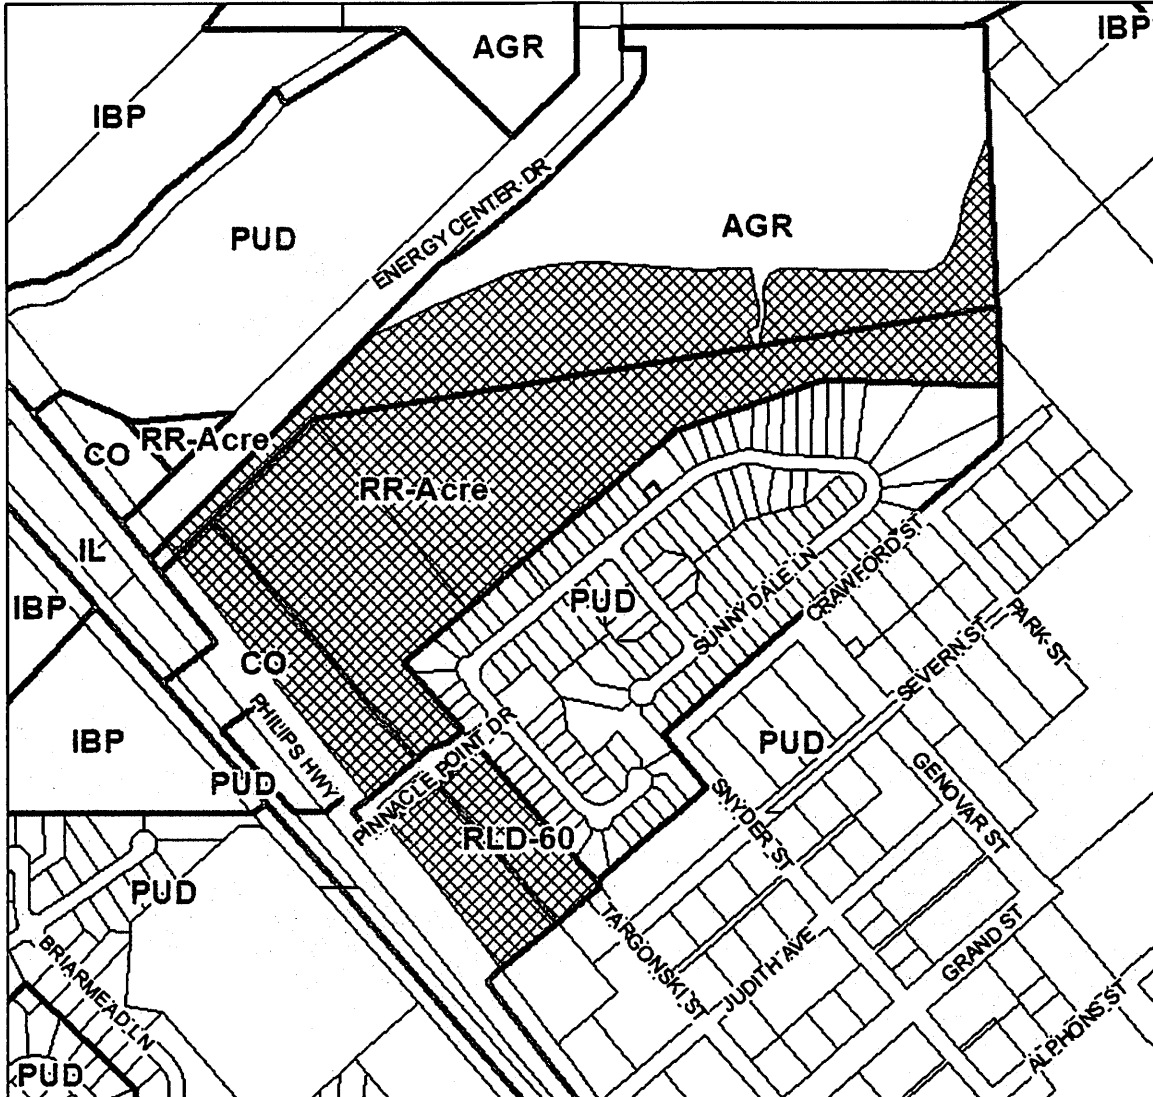 IBP
AGR
IBP
PUD
ENERGY CENTER DR
AGR
CO
RR-Acre
RR-Acre
IL
IBP
PUD
SUNNY DALE LN
CRAWFORD ST
PARK ST
SEVERN ST
CO
PHILIPS HWY
PINNACLE POINT DR
IBP
PUD
PUD
SNYDER ST
GENOVAR ST
RLD-60
PUD
BRIARMEAD LN
TARGONSKI ST
JUDITH AVE
GRAND ST
ALPHONS ST
PUD